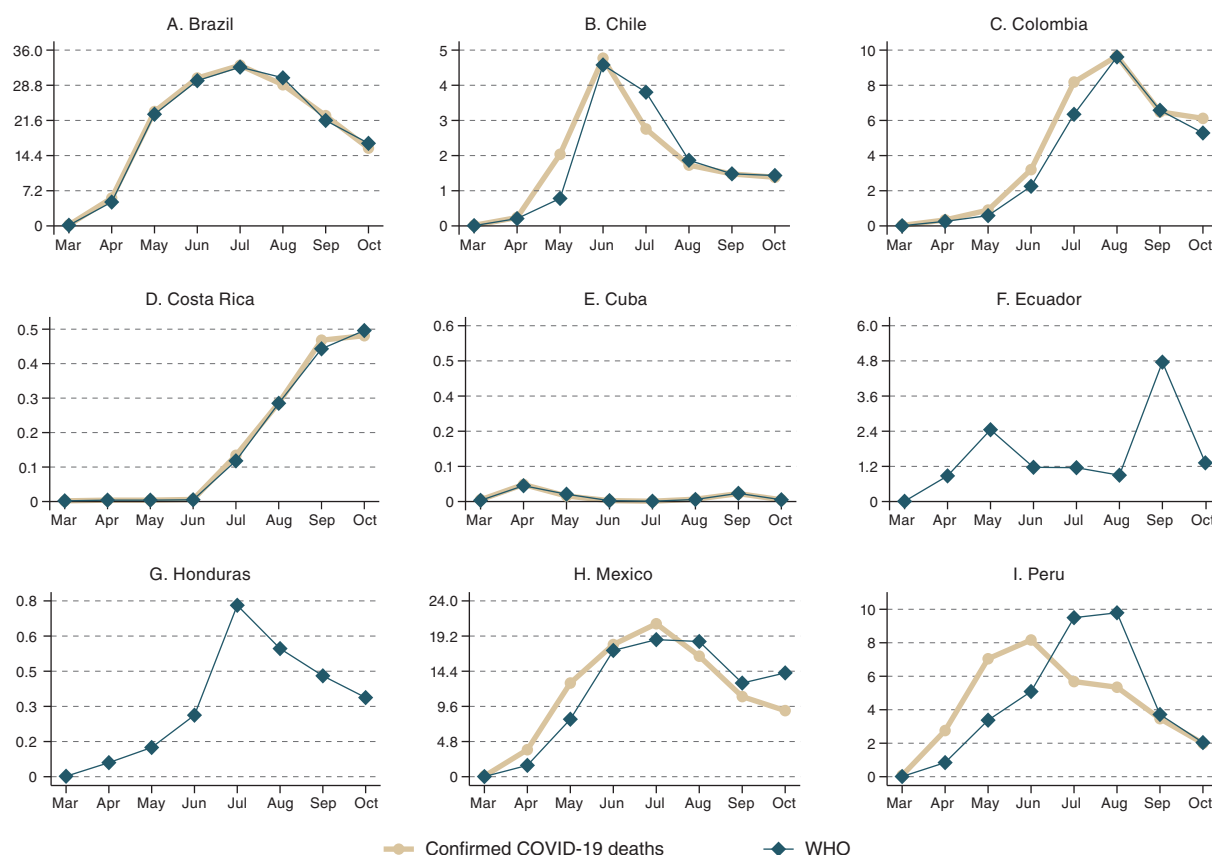 A. Brazil
36.0
28.8
21.6
14.4
7.2
0
Mar Apr May Jun Jul Aug Sep Oct
B. Chile
5
4
3
2
1
0
Mar Apr May Jun Jul Aug Sep Oct
C. Colombia
10
8
6
4
2
0
Mar Apr May Jun Jul Aug Sep Oct
D. Costa Rica
0.5
0.4
0.3
0.2
0.1
0
Mar Apr May Jun Jul Aug Sep Oct
E. Cuba
0.6
0.5
0.4
0.2
0.1
0
Mar Apr May Jun Jul Aug Sep Oct
F. Ecuador
6.0
4.8
3.6
2.4
1.2
0
Mar Apr May Jun Jul Aug Sep Oct
G. Honduras
0.8
0.6
0.5
0.3
0.2
0
Mar Apr May Jun Jul Aug Sep Oct
H. Mexico
24.0
19.2
14.4
9.6
4.8
0
Mar Apr May Jun Jul Aug Sep Oct
I. Peru
10
8
6
4
2
0
Mar Apr May Jun Jul Aug Sep Oct
Confirmed COVID-19 deaths WHO